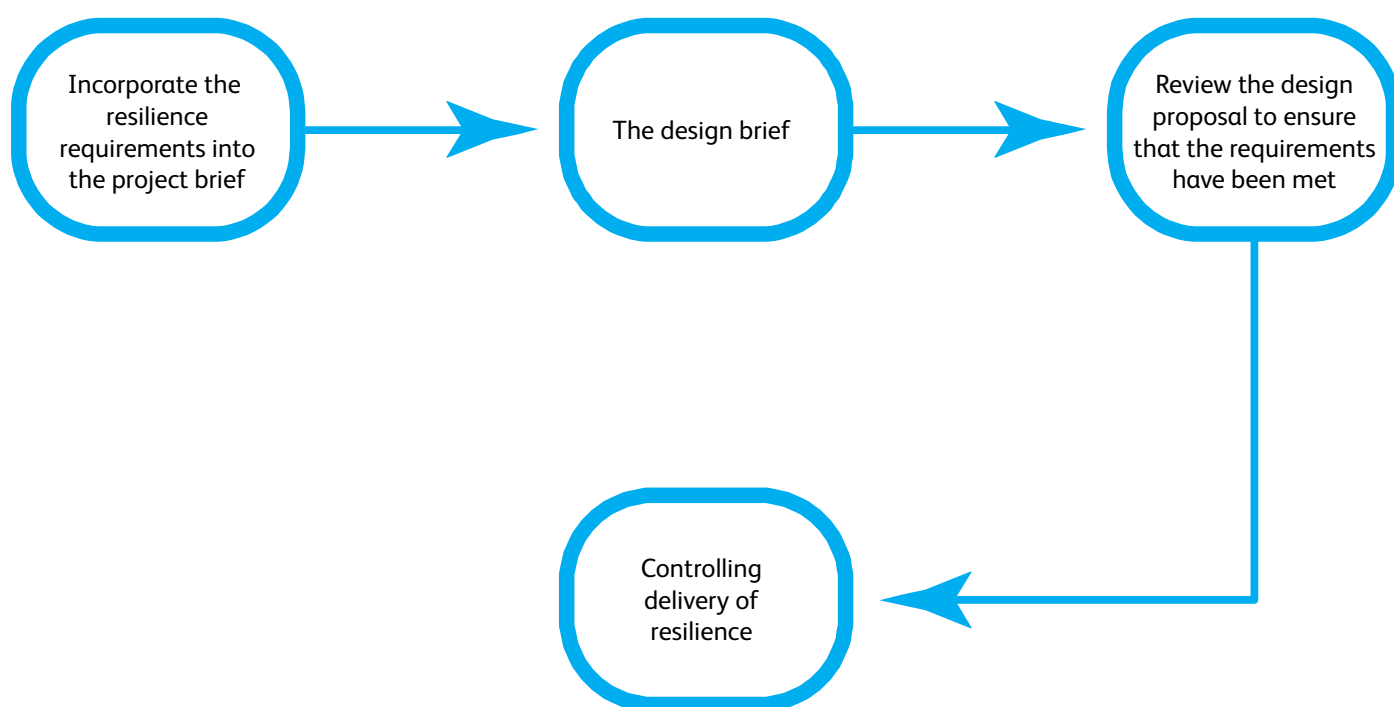 Incorporate the
resilience
requirements into
the project brief
The design brief
Review the design
proposal to ensure
that the requirements
have been met
Controlling
delivery of
resilience